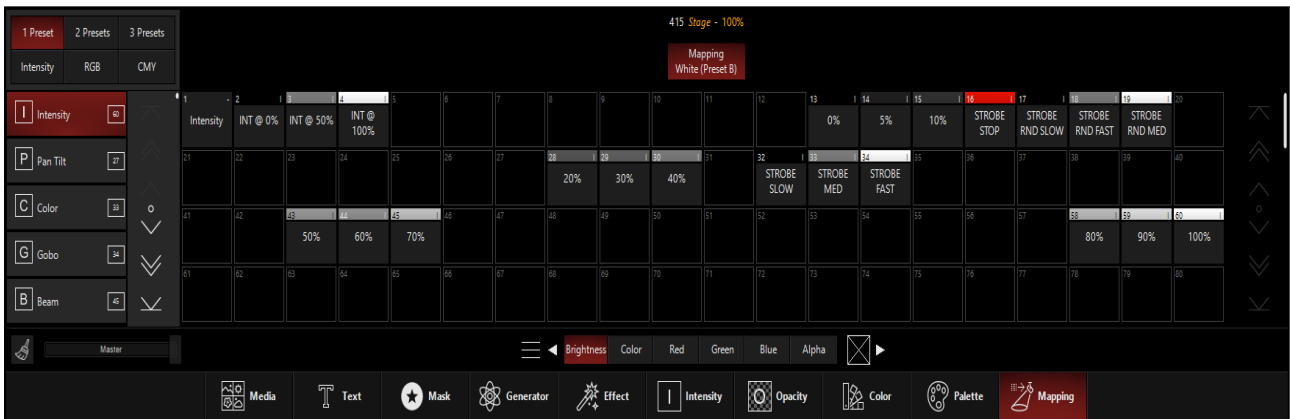 415 Stage - 100%
1 Preset 2 Presets 3 Presets
Intensity RGB CMY
Mapping
White (Preset B)
I Intensity 60
P Pan Tilt 27
C Color 33
G Gobo 34
B Beam 45
1 2 3 4 5 6 7 8 9 10 11 12 13 14 15 16 17 18 19 20
Intensity INT @ 0% INT @ 50% INT @ 100% 0% 5% 10% STROBE STOP STROBE RND SLOW STROBE RND FAST STROBE RND MED
21 22 23 24 25 26 27 28 29 30 31 32 33 34 35 36 37 38 39 40
20% 30% 40% STROBE SLOW STROBE MED STROBE FAST
41 42 43 44 45 46 47 48 49 50 51 52 53 54 55 56 57 58 59 60
50% 60% 70% 80% 90% 100%
61 62 63 64 65 66 67 68 69 70 71 72 73 74 75 76 77 78 79 80
Master
Brightness Color Red Green Blue Alpha
Media Text Mask Generator Effect Intensity Opacity Color Palette Mapping